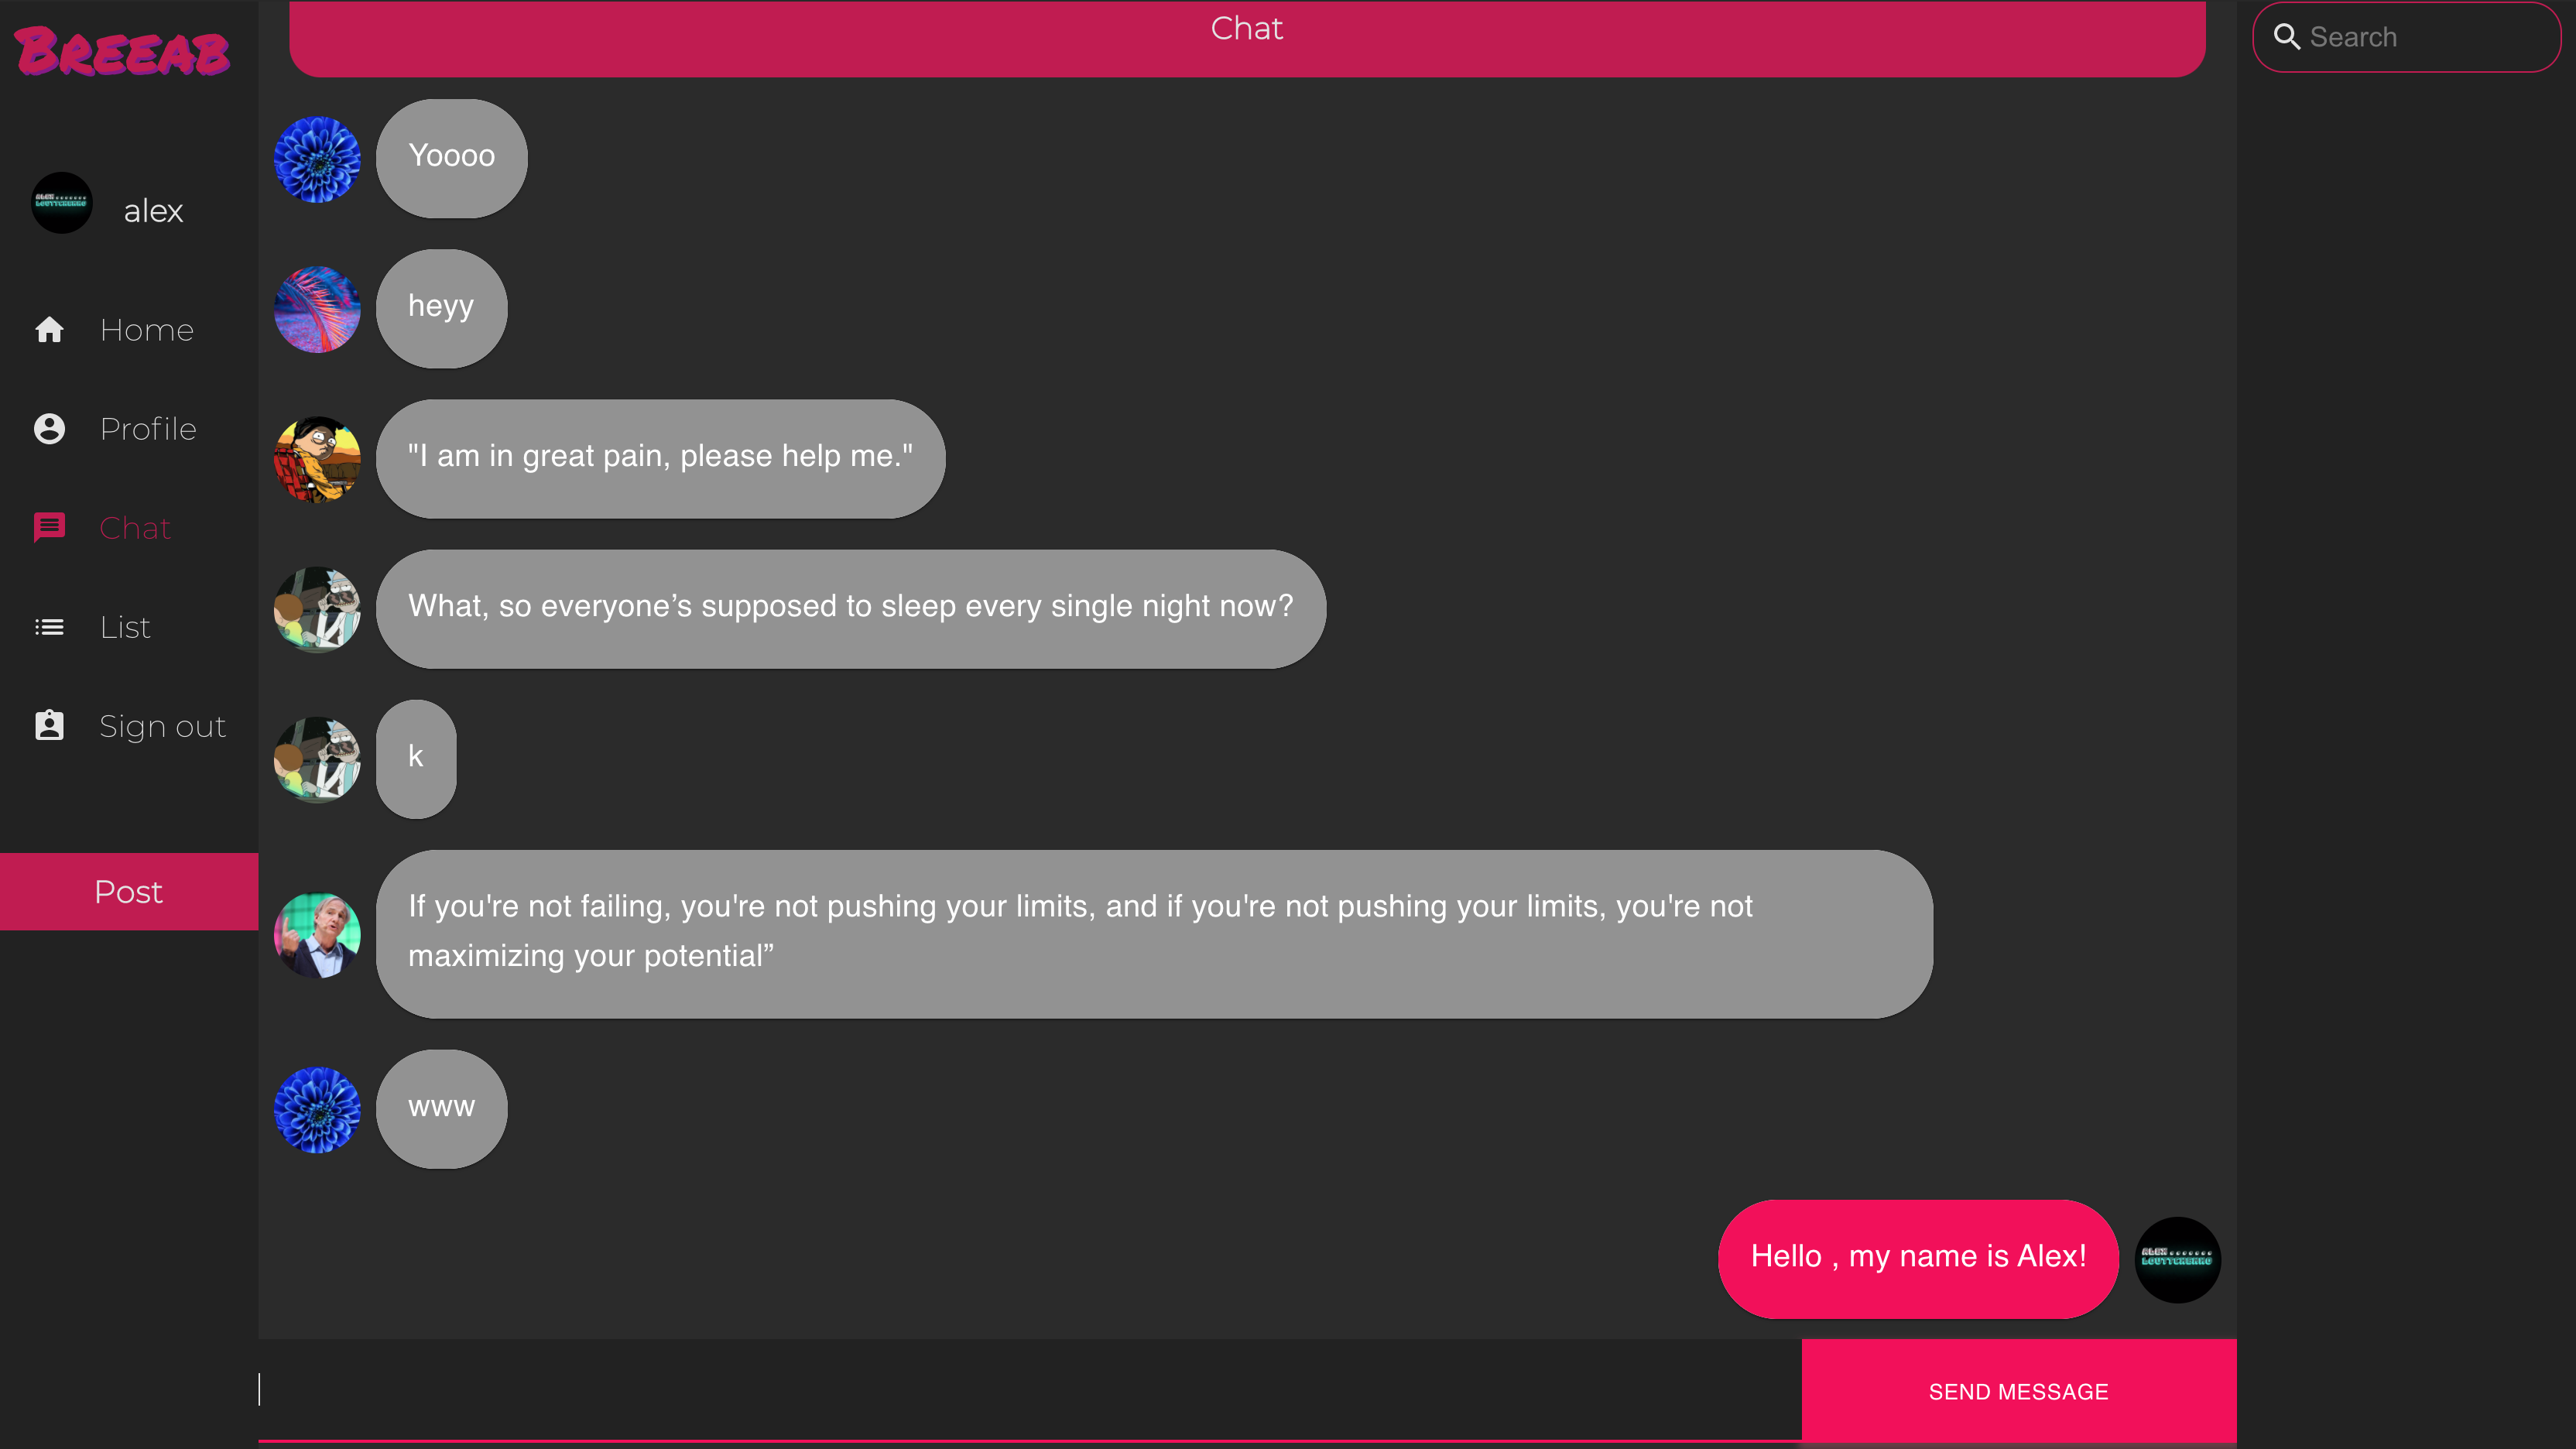 BREEAB
alex
Home
Profile
Chat
List
Sign out
Post
Chat
Yoooo
heyy
"I am in great pain, please help me."
What, so everyone’s supposed to sleep every single night now?
k
If you're not failing, you're not pushing your limits, and if you're not pushing your limits, you're not
maximizing your potential”
www
Hello , my name is Alex!
ALEX.......
LOUTTCHENKO
SEND MESSAGE
Search